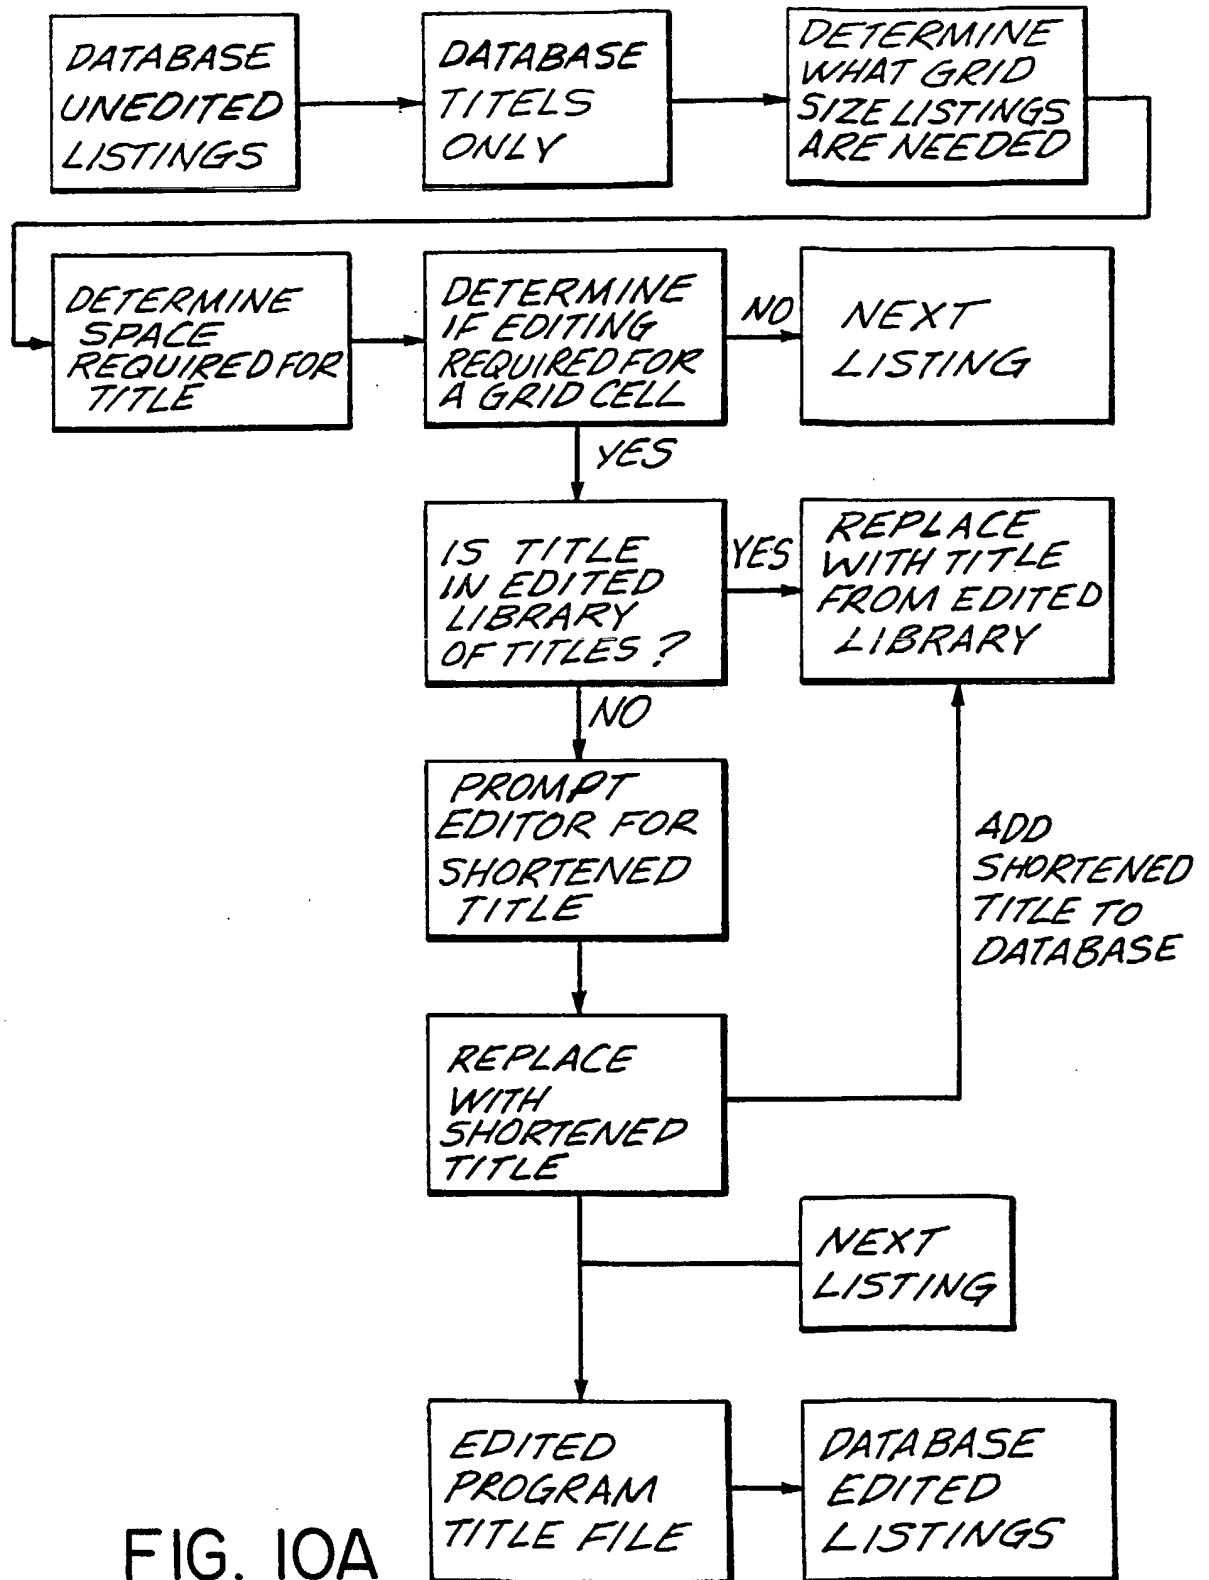 DATABASE
UNEDITED
LISTINGS
DATABASE
TITELS
ONLY
DETERMINE
WHAT GRID
SIZE LISTINGS
ARE NEEDED
DETERMINE
SPACE
REQUIRED FOR
TITLE
DETERMINE
IF EDITING
REQUIRED FOR
A GRID CELL
NO
NEXT
LISTING
YES
IS TITLE
IN EDITED
LIBRARY
OF TITLES?
YES
REPLACE
WITH TITLE
FROM EDITED
LIBRARY
NO
PROMPT
EDITOR FOR
SHORTENED
TITLE
ADD
SHORTENED
TITLE TO
DATABASE
REPLACE
WITH
SHORTENED
TITLE
NEXT
LISTING
EDITED
PROGRAM
TITLE FILE
DATABASE
EDITED
LISTINGS
FIG. 10A